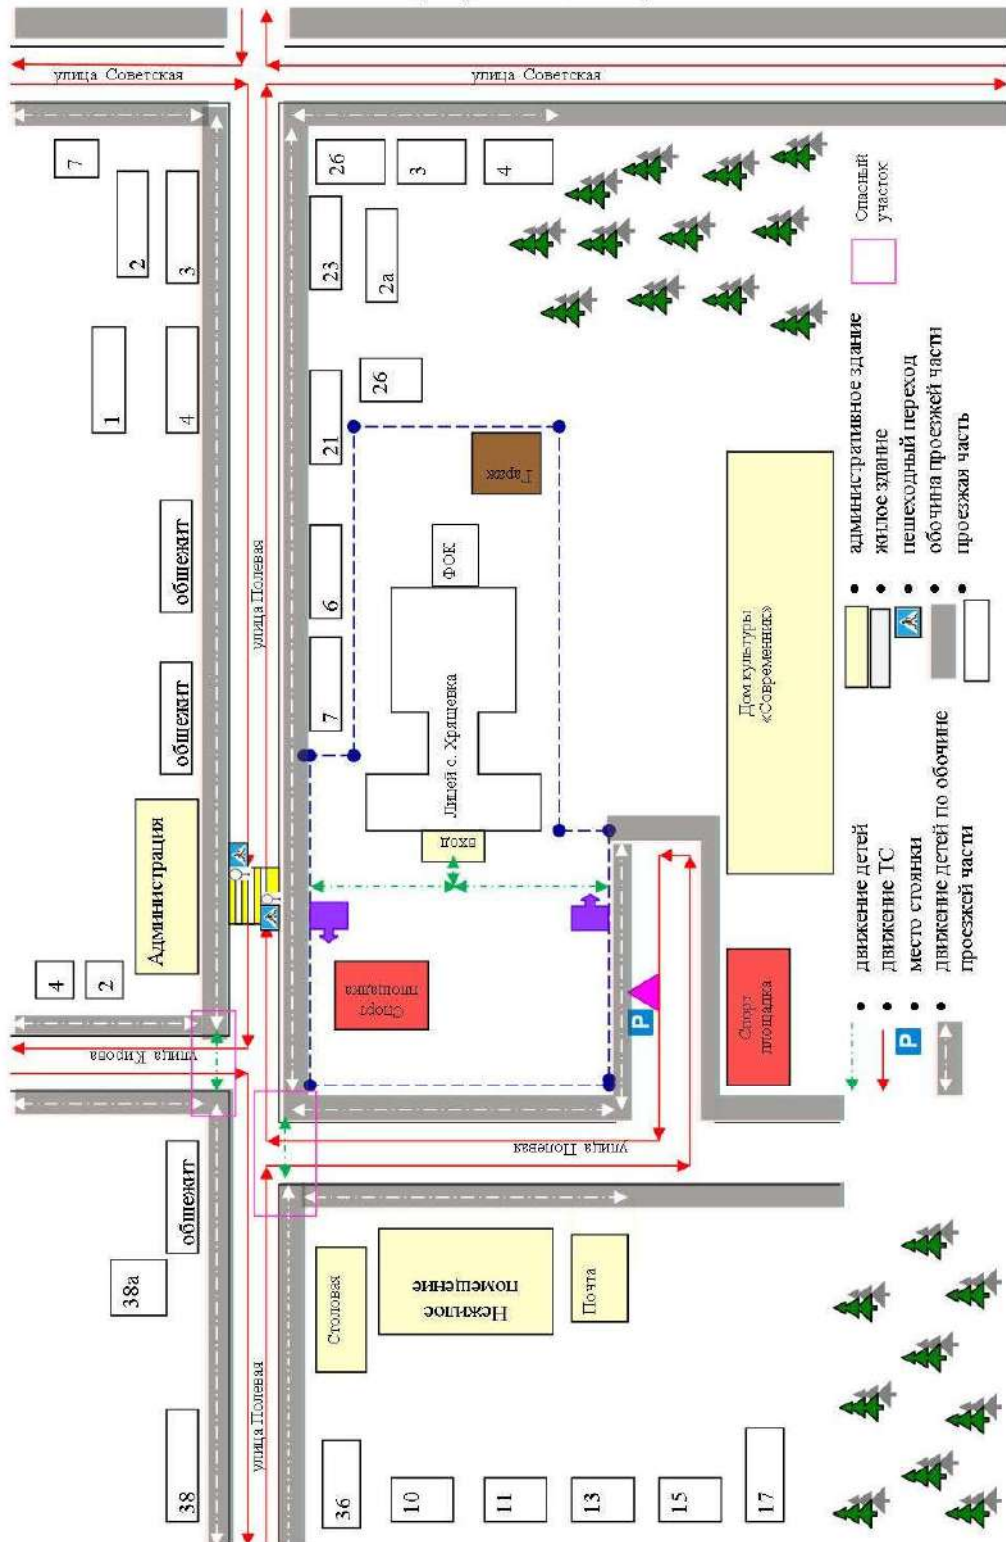 улица Советская
улица Советская
7
2
3
1
4
общежит
общежит
Администрация
4
2
улица Кирова
общежит
38а
38
улица Полевая
улица Полевая
26
3
4
23
2а
26
21
6
7
Гараж
ФОК
Лицей с. Хрящевка
вход
Спорт
площадка
Р
улица Полевая
Дом культуры
«Современник»
Спорт
площадка
Столовая
Нежилое
помещение
Почта
36
10
11
13
15
17
движение детей
движение ТС
Р
место стоянки
движение детей по обочине
проезжей части
административное здание
жилое здание
пешеходный переход
обочина проезжей части
проезжая часть
Опасный
участок